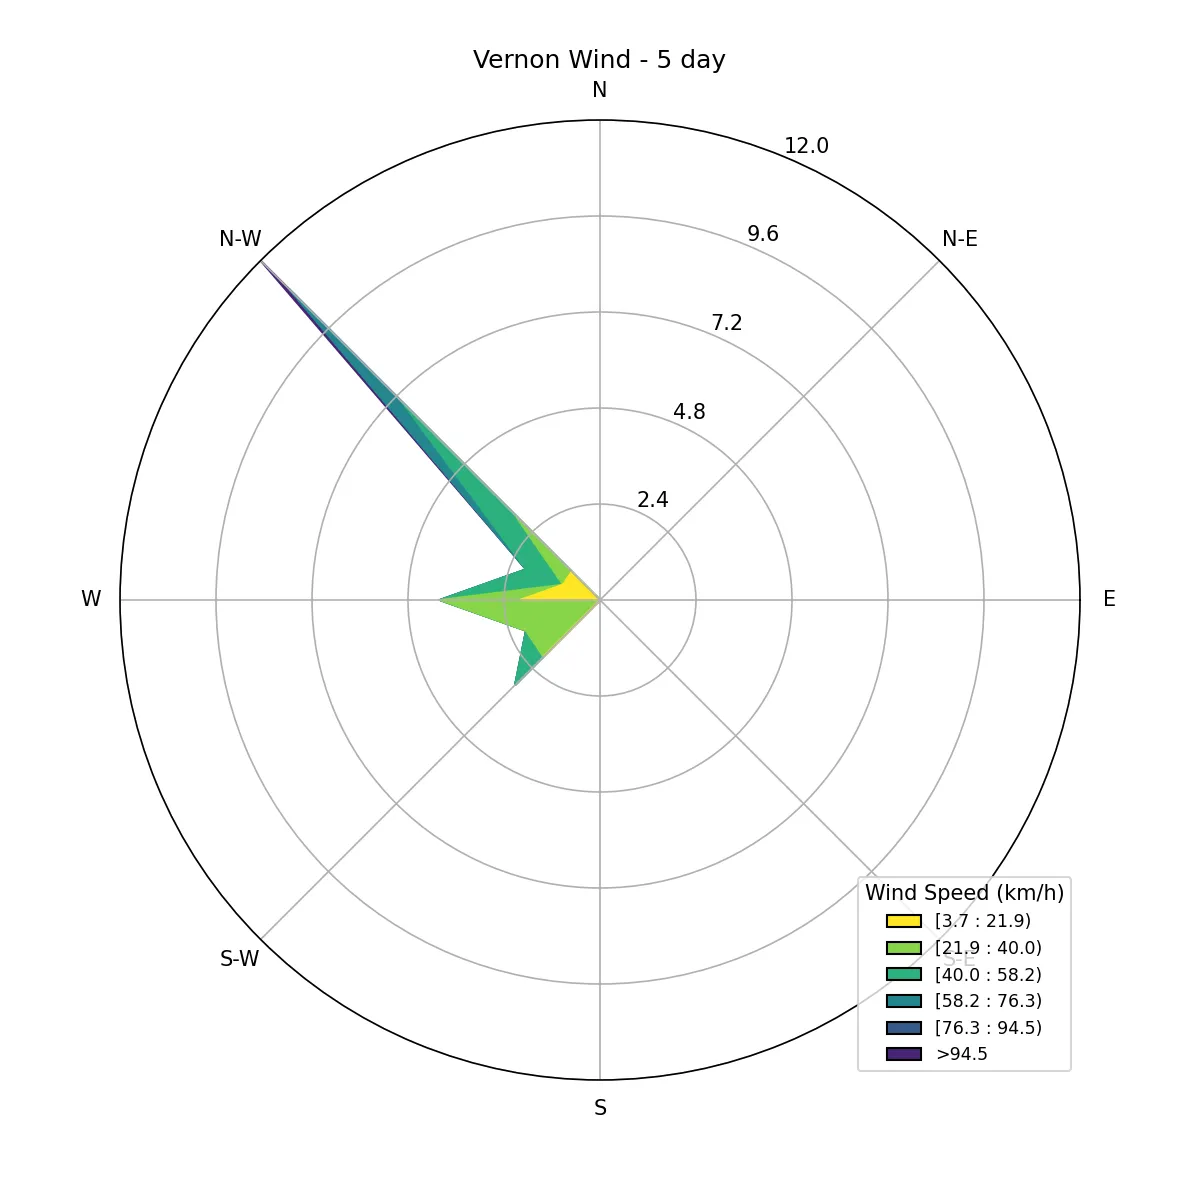 Vernon Wind - 5 day
N
12.0
N-W
N-E
9.6
7.2
4.8
2.4
W
E
S-W
S-E
S
Wind Speed (km/h)
[3.7 : 21.9)
[21.9 : 40.0)
[40.0 : 58.2)
[58.2 : 76.3)
[76.3 : 94.5)
>94.5